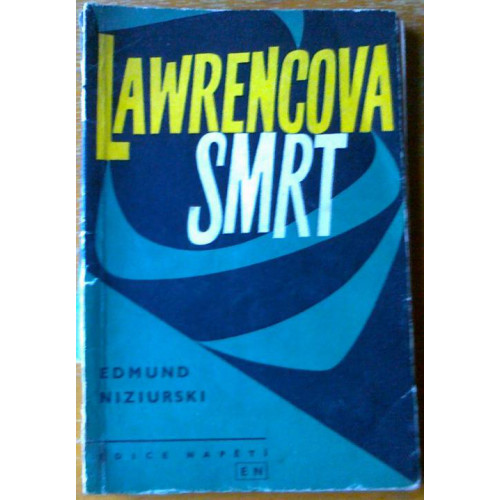 LAWRENCOVA
SMRT
EDMUND
NIZIURSKI
EDICE NAPĚTÍ
EN